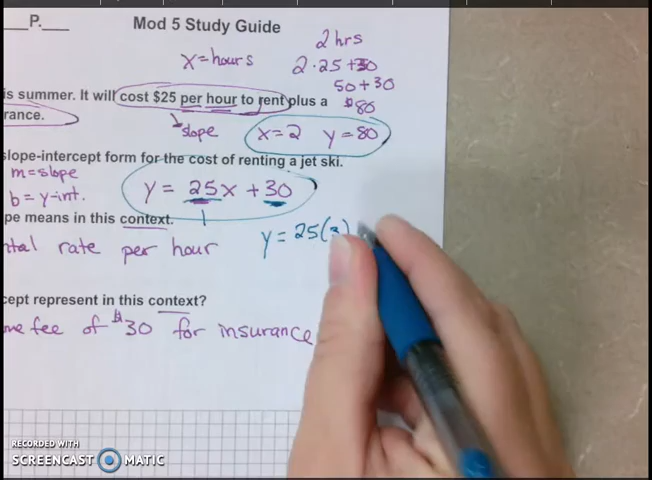 P.
Mod 5 Study Guide
2 hrs
x=hours
2·25+30
50+30
is summer. It will cost $25 per hour to rent plus a
$80
rance.
slope
x=2 y=80
slope-intercept form for the cost of renting a jet ski.
m=slope
y = 25x +30
b=y-int.
pe means in this context.
ntal rate per hour
y = 25(
cept represent in this context?
me fee of $30 for insurance
RECORDED WITH
SCREENCAST MATIC